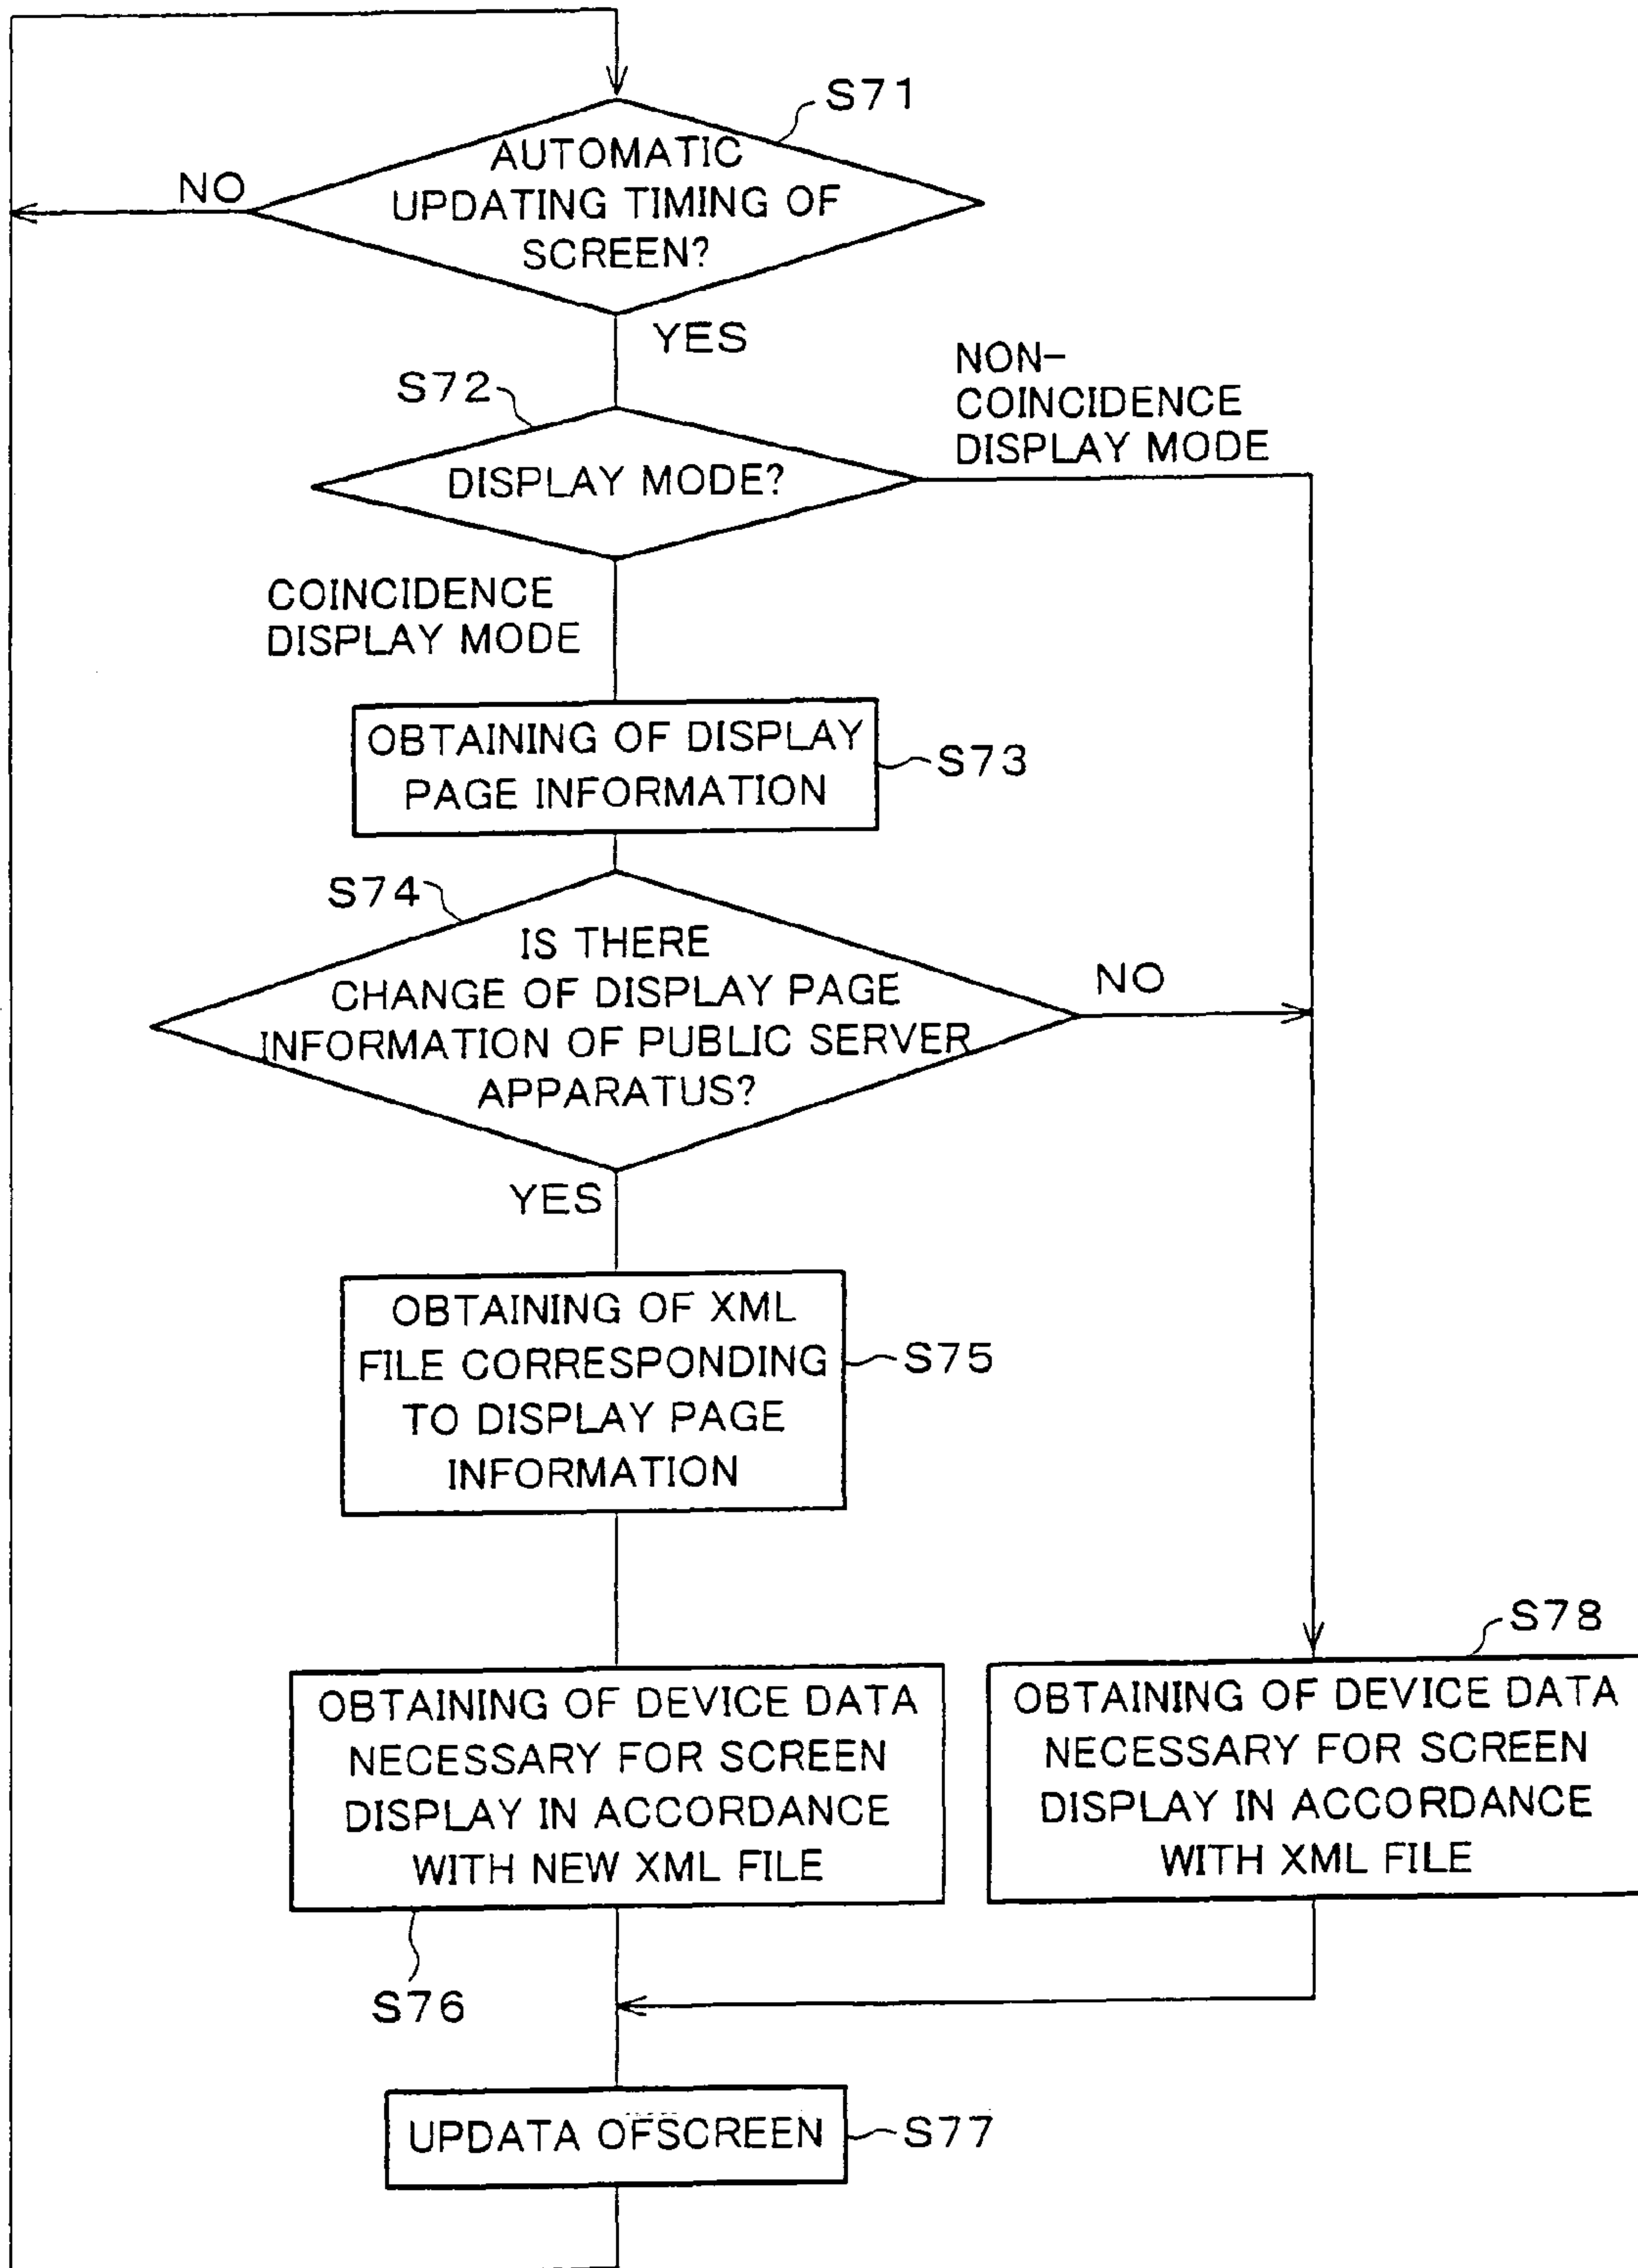 S71
AUTOMATIC
UPDATING TIMING OF
SCREEN?
NO
YES
S72
NON-
COINCIDENCE
DISPLAY MODE
DISPLAY MODE?
COINCIDENCE
DISPLAY MODE
OBTAINING OF DISPLAY
PAGE INFORMATION
S73
S74
IS THERE
CHANGE OF DISPLAY PAGE
INFORMATION OF PUBLIC SERVER
APPARATUS?
NO
YES
OBTAINING OF XML
FILE CORRESPONDING
TO DISPLAY PAGE
INFORMATION
S75
S78
OBTAINING OF DEVICE DATA
NECESSARY FOR SCREEN
DISPLAY IN ACCORDANCE
WITH NEW XML FILE
OBTAINING OF DEVICE DATA
NECESSARY FOR SCREEN
DISPLAY IN ACCORDANCE
WITH XML FILE
S76
UPDATA OFSCREEN
S77